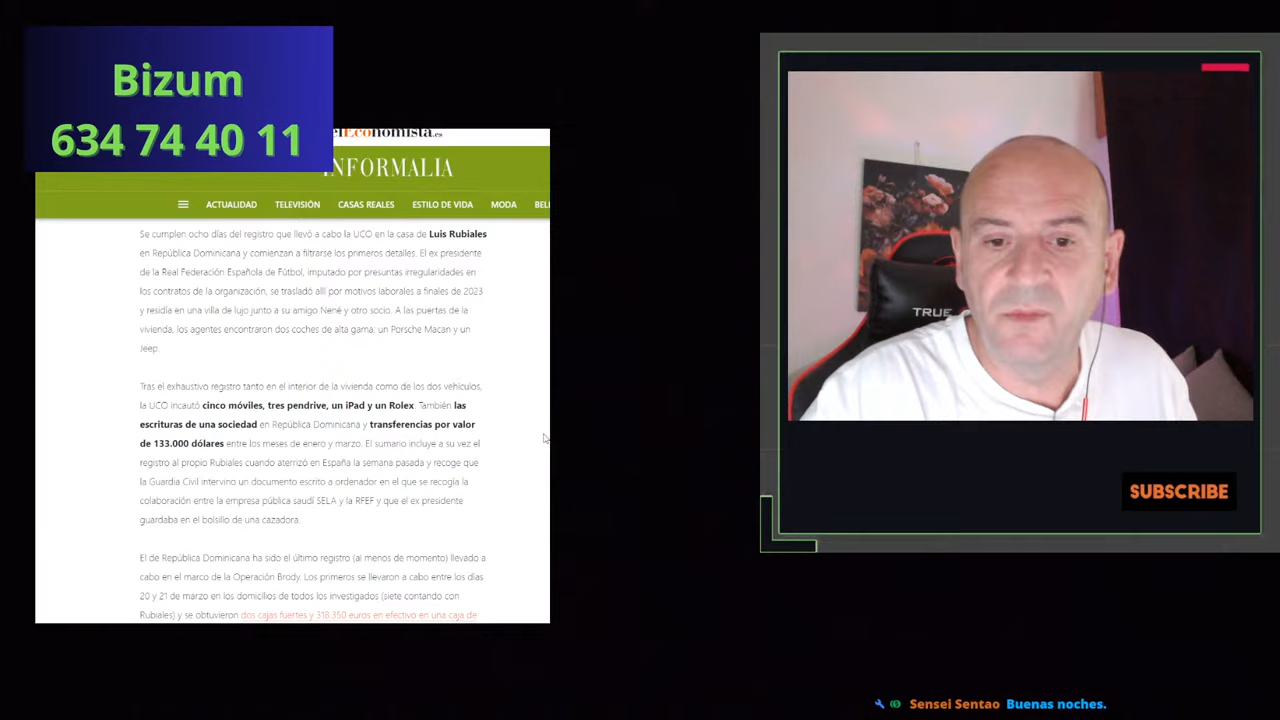 Bizum
634 74 40 11
elEconomista.es
INFORMALIA
ACTUALIDAD TELEVISIÓN CASAS REALES ESTILO DE VIDA MODA BEL
Se cumplen ocho días del registro que llevó a cabo la UCO en la casa de Luis Rubiales
en República Dominicana y comienzan a filtrarse los primeros detalles. El ex presidente
de la Real Federación Española de Fútbol, imputado por presuntas irregularidades en
los contratos de la organización, se trasladó allí por motivos laborales a finales de 2023
y residía en una villa de lujo junto a su amigo Nené y otro socio. A las puertas de la
vivienda, los agentes encontraron dos coches de alta gama: un Porsche Macan y un
Jeep.
Tras el exhaustivo registro tanto en el interior de la vivienda como de los dos vehículos,
la UCO incautó cinco móviles, tres pendrive, un iPad y un Rolex. También las
escrituras de una sociedad en República Dominicana y transferencias por valor
de 133.000 dólares entre los meses de enero y marzo. El sumario incluye a su vez el
registro al propio Rubiales cuando aterrizó en España la semana pasada y recoge que
la Guardia Civil intervino un documento escrito a ordenador en el que se recogía la
colaboración entre la empresa pública saudí SELA y la RFEF y que el ex presidente
guardaba en el bolsillo de una cazadora.
El de República Dominicana ha sido el último registro (al menos de momento) llevado a
cabo en el marco de la Operación Brody. Los primeros se llevaron a cabo entre los días
20 y 21 de marzo en los domicilios de todos los investigados (siete contando con
Rubiales) y se obtuvieron dos cajas fuertes y 318.350 euros en efectivo en una caja de
TRUE
SUBSCRIBE
Sensei Sentao Buenas noches.